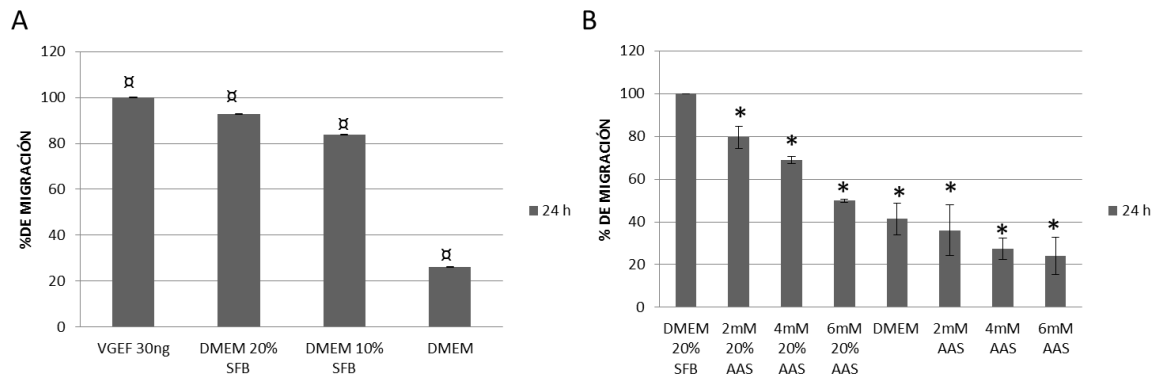 A
120
100
80
60
40
20
0
%DE MIGRACIÓN
¤ ¤ ¤ ¤
VGEF 30ng DMEM 20% DMEM 10% DMEM
SFB SFB
24 h
B
120
100
80
60
40
20
0
% DE MIGRACIÓN
* * * * * * *
DMEM 2mM 4mM 6mM DMEM 2mM 4mM 6mM
20% 20% 20% 20% AAS AAS AAS
SFB AAS AAS AAS
24 h